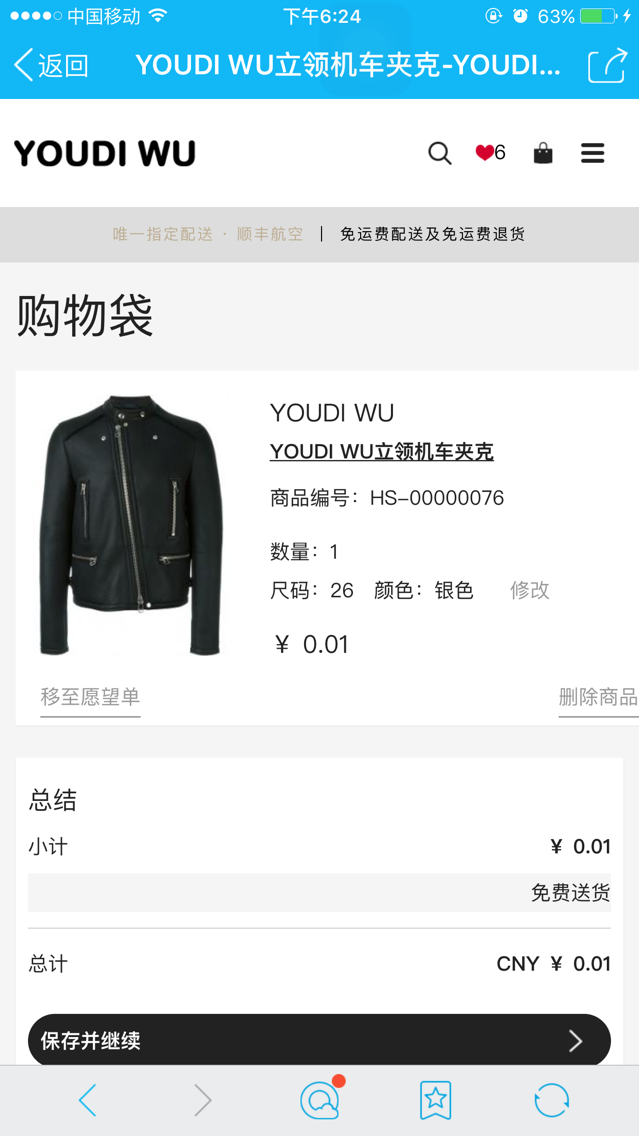 中国移动 下午6:24 63%
返回 YOUDI WU立领机车夹克-YOUDI...
YOUDI WU 6
唯一指定配送 · 顺丰航空 | 免运费配送及免运费退货
购物袋
YOUDI WU
YOUDI WU立领机车夹克
商品编号：HS-00000076
数量：1
尺码：26 颜色：银色 修改
¥ 0.01
移至愿望单 删除商品
总结
小计 ¥ 0.01
免费送货
总计 CNY ¥ 0.01
保存并继续